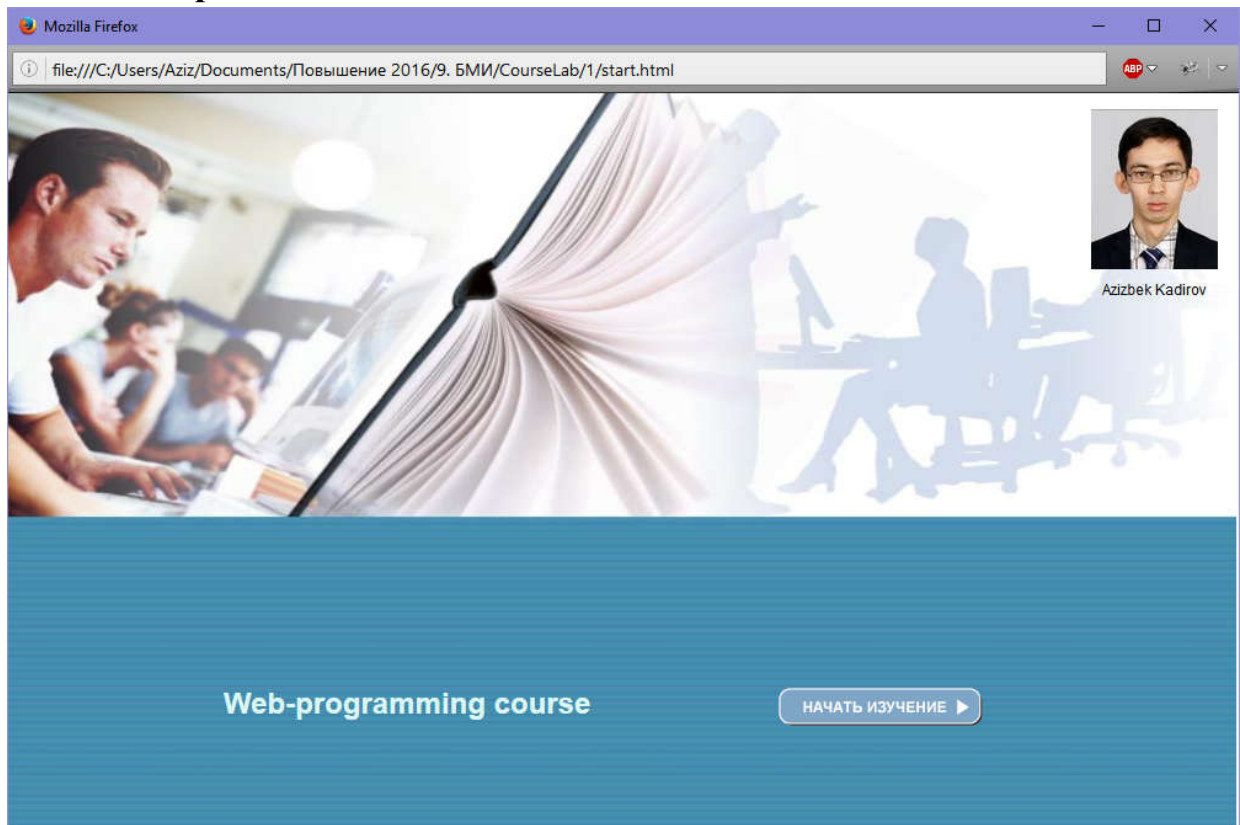 Mozilla Firefox
file:///C:/Users/Aziz/Documents/Повышение 2016/9. БМИ/CourseLab/1/start.html
ABP
Azizbek Kadirov
Web-programming course
НАЧАТЬ ИЗУЧЕНИЕ